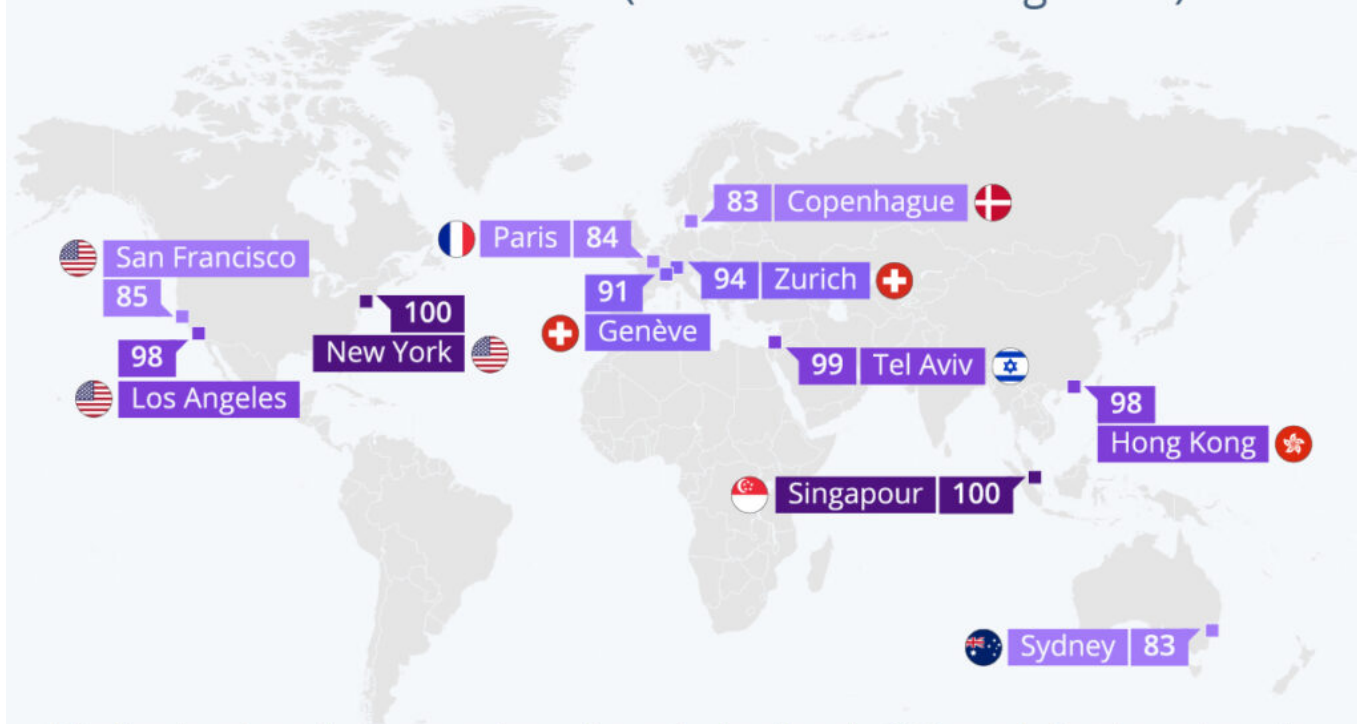 83 Copenhague
Paris 84
San Francisco
85
94 Zurich
91
Genève
100
New York
98
Los Angeles
99 Tel Aviv
98
Hong Kong
Singapour 100
Sydney 83